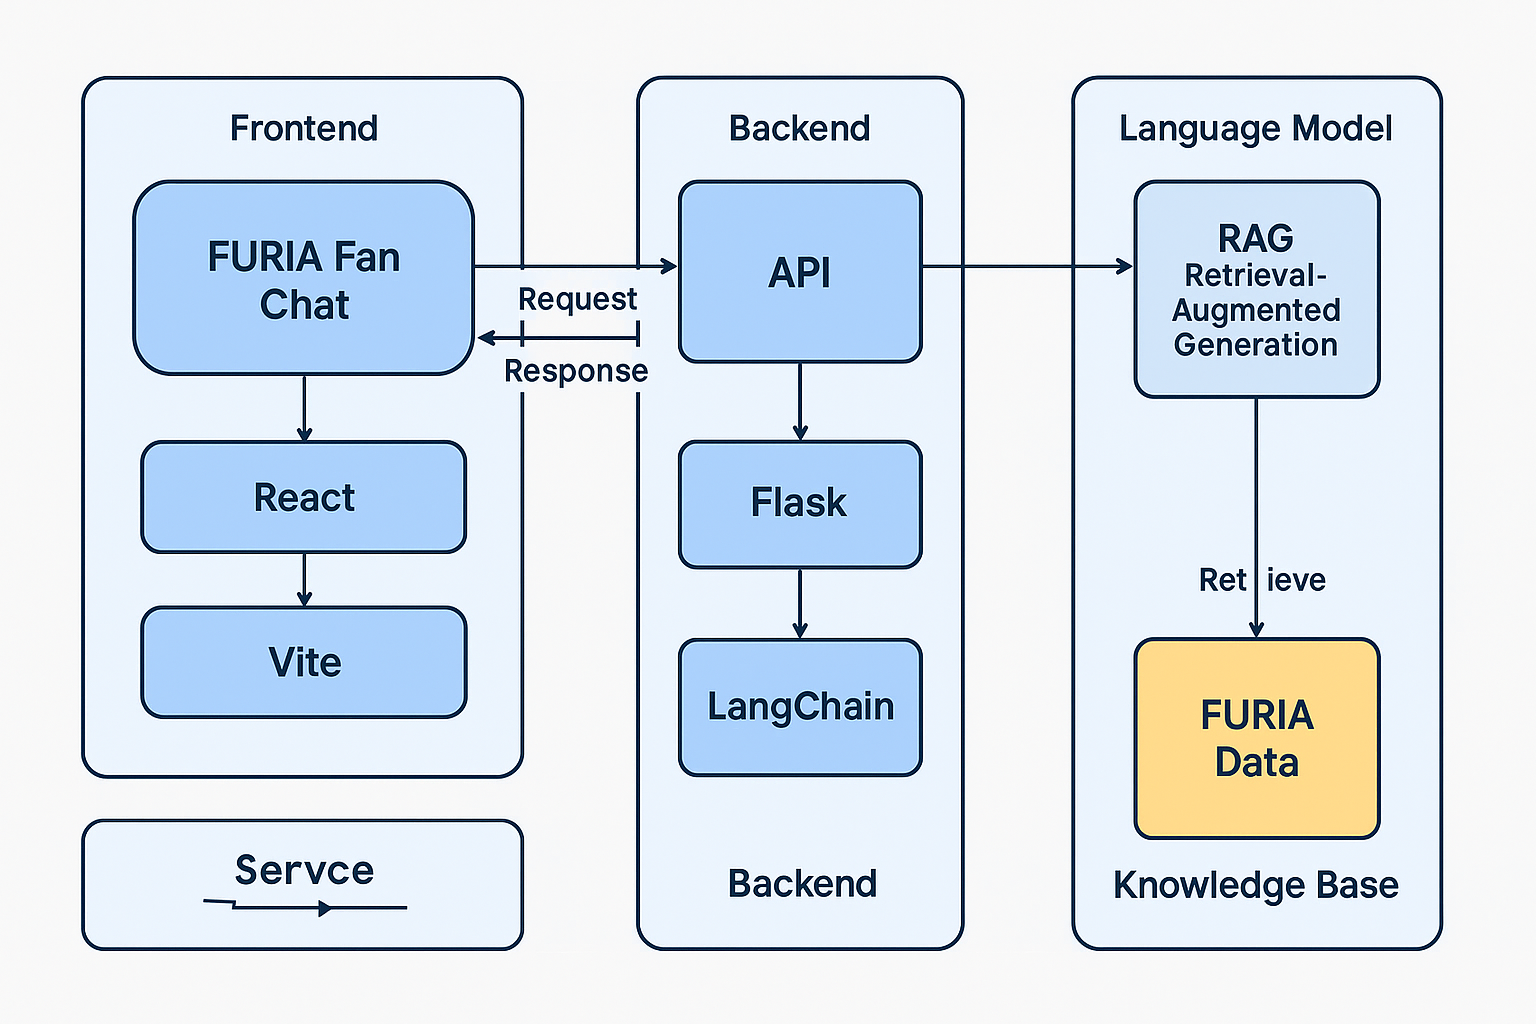 Frontend
FURIA Fan
Chat
React
Vite
Servce
Request
Response
Backend
API
Flask
LangChain
Backend
Language Model
RAG
Retrieval-
Augmented
Generation
Ret ieve
FURIA
Data
Knowledge Base